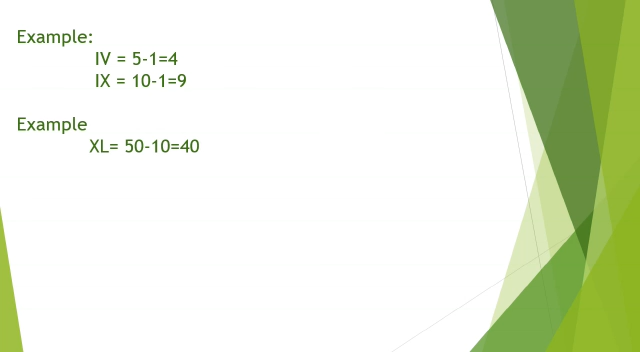 Example:
IV = 5-1=4
IX = 10-1=9
Example
XL= 50-10=40